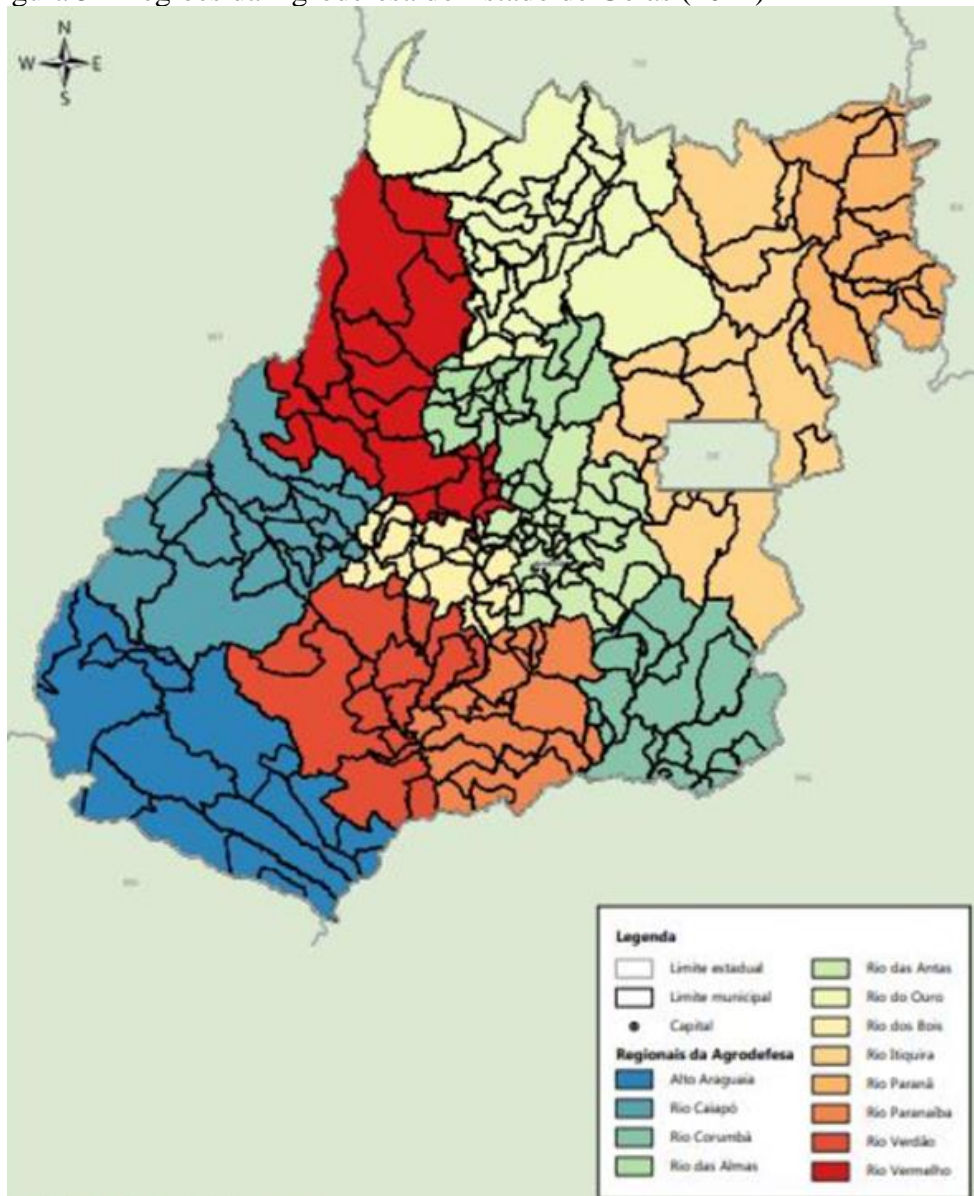 N
W E
S
DF
Legenda
Limite estadual
Limite municipal
Capital
Regionais da Agrodefesa
Alto Araguaia
Rio Caiapó
Rio Corumbá
Rio das Almas
Rio das Antas
Rio do Ouro
Rio dos Bois
Rio Itiquira
Rio Paranã
Rio Paranaíba
Rio Verdão
Rio Vermelho